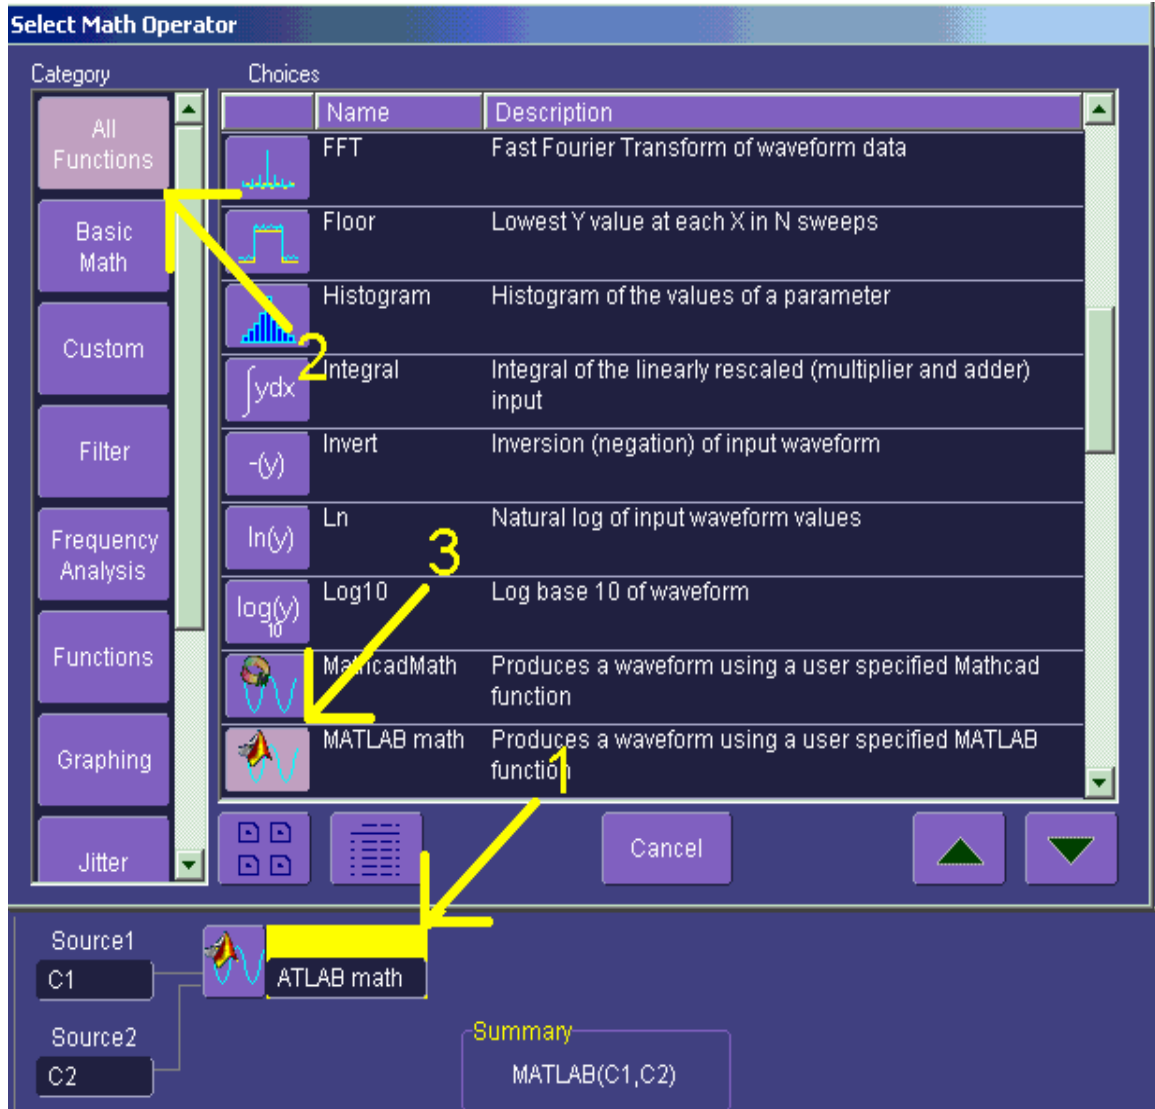 Select Math Operator
Category
Choices
All
Functions
Basic
Math
Custom
Filter
Frequency
Analysis
Functions
Graphing
Jitter
Name Description
FFT Fast Fourier Transform of waveform data
Floor Lowest Y value at each X in N sweeps
Histogram Histogram of the values of a parameter
2
∫ydx Integral Integral of the linearly rescaled (multiplier and adder)
input
-(y) Invert Inversion (negation) of input waveform
ln(y) Ln Natural log of input waveform values
3
log(y)
10
Log10 Log base 10 of waveform
MathcadMath Produces a waveform using a user specified Mathcad
function
MATLAB math Produces a waveform using a user specified MATLAB
function
1
Cancel
Source1
C1
ATLAB math
Source2
C2
Summary
MATLAB(C1,C2)